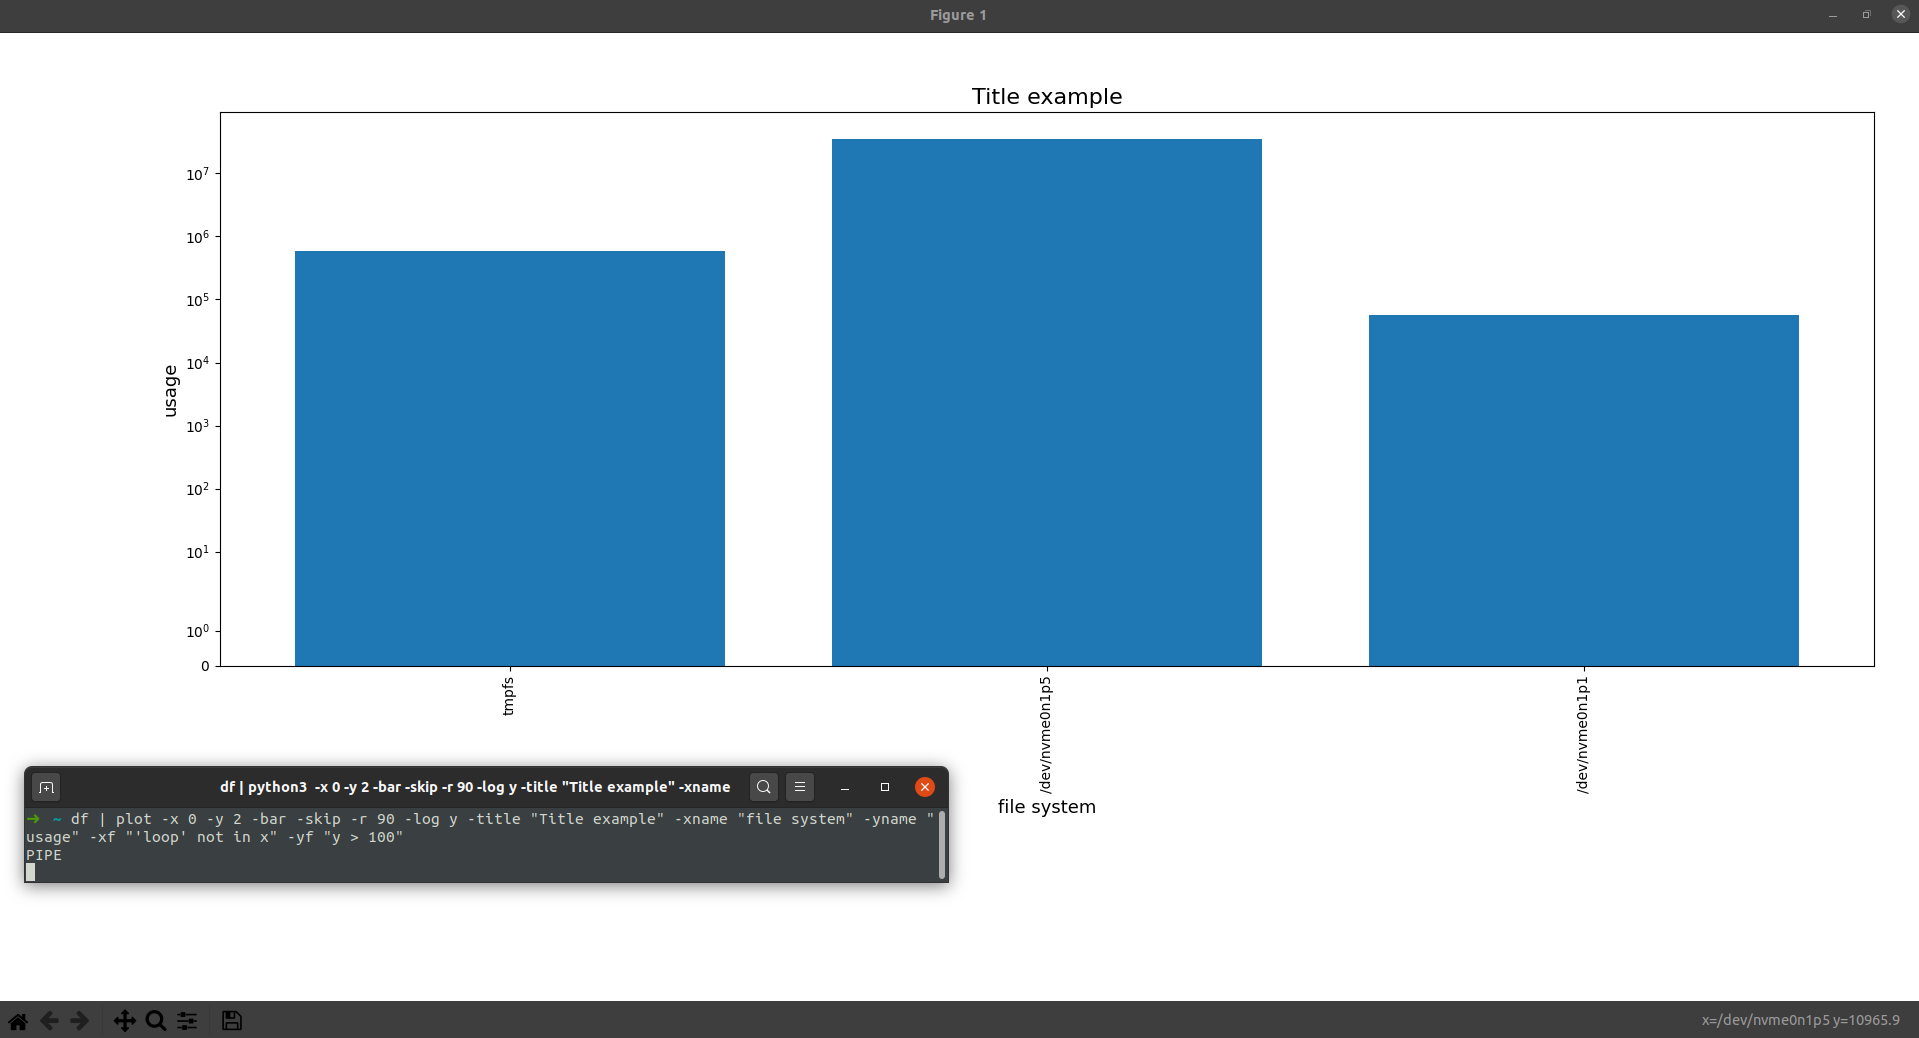 Figure 1
Title example
10^7
10^6
10^5
10^4
10^3
10^2
10^1
10^0
0
usage
tmpfs
/dev/nvme0n1p5
/dev/nvme0n1p1
file system
df | python3 -x 0 -y 2 -bar -skip -r 90 -log y -title "Title example" -xname
➜ ~ df | plot -x 0 -y 2 -bar -skip -r 90 -log y -title "Title example" -xname "file system" -yname "
usage" -xf "'loop' not in x" -yf "y > 100"
PIPE
x=/dev/nvme0n1p5 y=10965.9